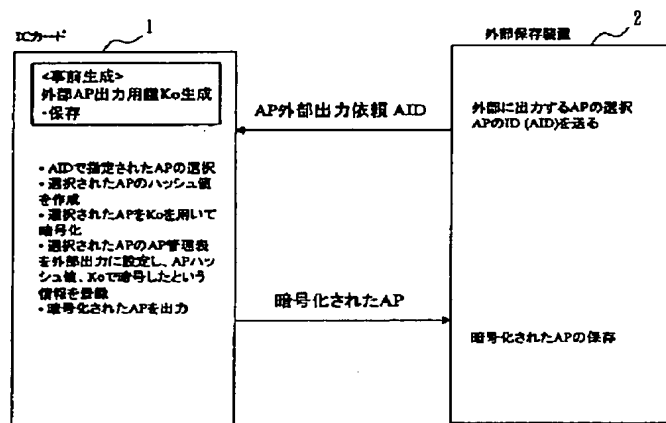 ICカード
1
<事前生成>
外部AP出力用鍵Ko生成
・保存
・AIDで指定されたAPの選択
・選択されたAPのハッシュ値
を作成
・選択されたAPをKoを用いて
暗号化
・選択されたAPのAP管理表
を外部出力に設定し、APハッ
シュ値、Koで暗号したという
情報を登録
・暗号化されたAPを出力
AP外部出力依頼 AID
暗号化されたAP
外部保存装置
2
外部に出力するAPの選択
APのID (AID)を送る
暗号化されたAPの保存